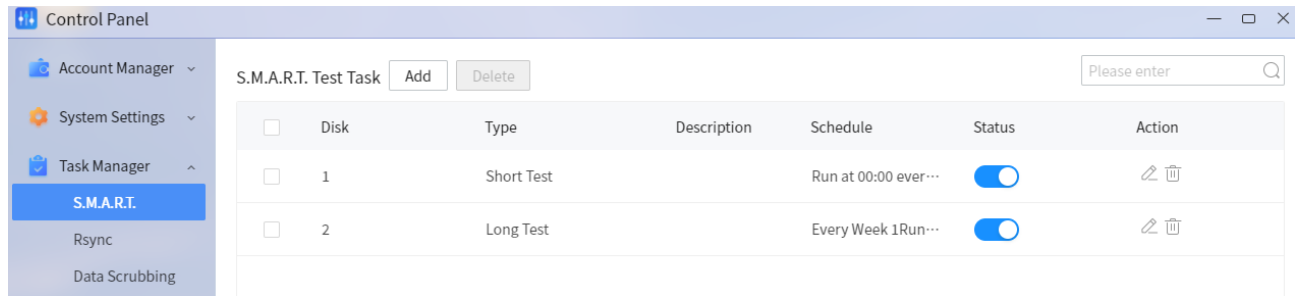 Control Panel
Account Manager
System Settings
Task Manager
S.M.A.R.T.
Rsync
Data Scrubbing
S.M.A.R.T. Test Task Add Delete Please enter
Disk Type Description Schedule Status Action
1 Short Test Run at 00:00 ever···
2 Long Test Every Week 1Run···